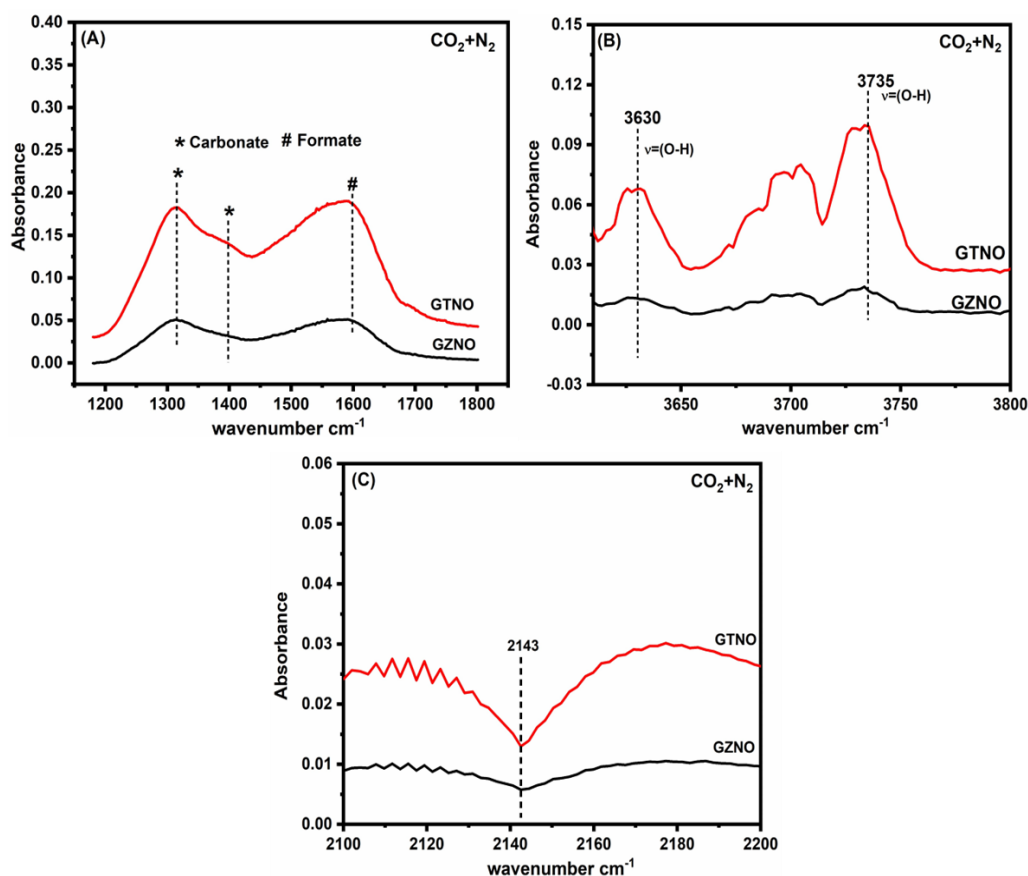 (A)
CO2+N2
0.40
0.35
0.30
0.25
0.20
0.15
0.10
0.05
0.00
Absorbance
* Carbonate # Formate
*
*
#
GTNO
GZNO
1200 1300 1400 1500 1600 1700 1800
wavenumber cm-1
(B)
CO2+N2
0.15
0.12
0.09
0.06
0.03
0.00
-0.03
Absorbance
3630
ν=(O-H)
3735
ν=(O-H)
GTNO
GZNO
3650 3700 3750 3800
wavenumber cm-1
(C)
CO2+N2
0.06
0.05
0.04
0.03
0.02
0.01
0.00
Absorbance
2143
GTNO
GZNO
2100 2120 2140 2160 2180 2200
wavenumber cm-1